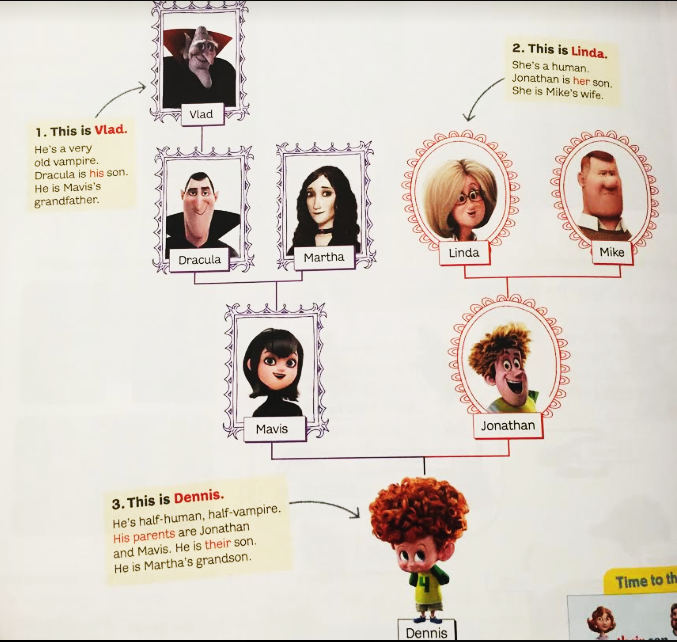 Vlad
1. This is Vlad.
He's a very
old vampire.
Dracula is his son.
He is Mavis's
grandfather.
2. This is Linda.
She's a human.
Jonathan is her son.
She is Mike's wife.
Dracula
Martha
Linda
Mike
Mavis
Jonathan
3. This is Dennis.
He's half-human, half-vampire.
His parents are Jonathan
and Mavis. He is their son.
He is Martha's grandson.
4
Dennis
Time to th